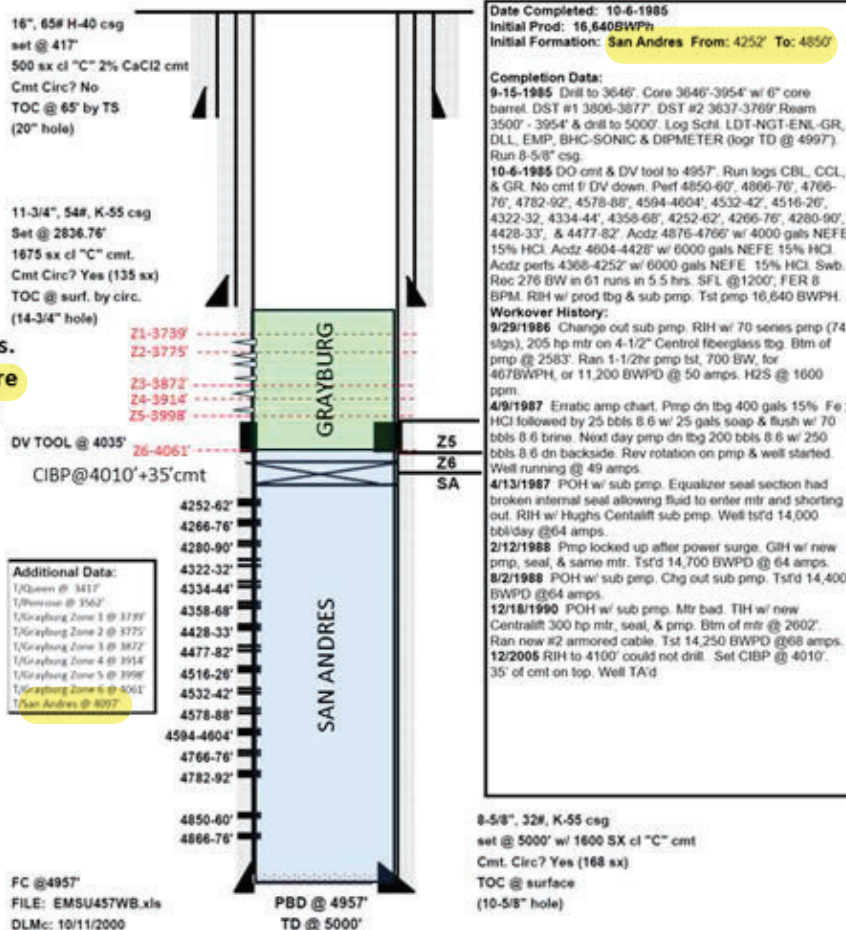 16", 65# H-40 csg
set @ 417'
500 sx cl "C" 2% CaCl2 cmt
Cmt Circ? No
TOC @ 65' by TS
(20" hole)
11-3/4", 54#, K-55 csg
Set @ 2836.76'
1675 sx cl "C" cmt.
Cmt Circ? Yes (135 sx)
TOC @ surf. by circ.
(14-3/4" hole)
s.
re
Z1-3739'
Z2-3775'
Z3-3872'
Z4-3914'
Z5-3998'
Z6-4061'
DV TOOL @ 4035'
CIBP@4010'+35'cmt
GRAYBURG
Z5
Z6
SA
4252-62'
4266-76'
4280-90'
4322-32'
4334-44'
4358-68'
4428-33'
4477-82'
4516-26'
4532-42'
4578-88'
4594-4604'
4766-76'
4782-92'
4850-60'
4866-76'
SAN ANDRES
Additional Data:
T/Queen @ 3417'
T/Penrose @ 3562'
T/Grayburg Zone 1 @ 3739'
T/Grayburg Zone 2 @ 3775'
T/Grayburg Zone 3 @ 3872'
T/Grayburg Zone 4 @ 3914'
T/Grayburg Zone 5 @ 3998'
T/Grayburg Zone 6 @ 4061'
T/San Andres @ 4097'
FC @4957'
FILE: EMSU457WB.xls
DLMc: 10/11/2000
PBD @ 4957'
TD @ 5000'
Date Completed: 10-6-1985
Initial Prod: 16,640BWPh
Initial Formation: San Andres From: 4252' To: 4850'
Completion Data:
9-15-1985 Drill to 3646'. Core 3646'-3954' w/ 6" core
barrel. DST #1 3806-3877'. DST #2 3637-3769'.Ream
3500' - 3954' & drill to 5000'. Log Schl. LDT-NGT-ENL-GR,
DLL, EMP, BHC-SONIC & DIPMETER (logr TD @ 4997').
Run 8-5/8" csg.
10-6-1985 DO cmt & DV tool to 4957'. Run logs CBL, CCL,
& GR. No cmt f/ DV down. Perf 4850-60', 4866-76', 4766-
76', 4782-92', 4578-88', 4594-4604', 4532-42', 4516-26',
4322-32, 4334-44', 4358-68', 4252-62', 4266-76', 4280-90',
4428-33', & 4477-82'. Acdz 4876-4766' w/ 4000 gals NEFE
15% HCl. Acdz 4604-4428' w/ 6000 gals NEFE 15% HCl.
Acdz perfs 4368-4252' w/ 6000 gals NEFE 15% HCl. Swb.
Rec 276 BW in 61 runs in 5.5 hrs. SFL @1200'; FER 8
BPM. RIH w/ prod tbg & sub pmp. Tst pmp 16,640 BWPH.
Workover History:
9/29/1986 Change out sub pmp. RIH w/ 70 series pmp (74
stgs), 205 hp mtr on 4-1/2" Centrol fiberglass tbg. Btm of
pmp @ 2583'. Ran 1-1/2hr pmp tst, 700 BW, for
467BWPH, or 11,200 BWPD @ 50 amps. H2S @ 1600
ppm.
4/9/1987 Erratic amp chart. Pmp dn tbg 400 gals 15% Fe
HCl followed by 25 bbls 8.6 w/ 25 gals soap & flush w/ 70
bbls 8.6 brine. Next day pmp dn tbg 200 bbls 8.6 w/ 250
bbls 8.6 dn backside. Rev rotation on pmp & well started.
Well running @ 49 amps.
4/13/1987 POH w/ sub pmp. Equalizer seal section had
broken internal seal allowing fluid to enter mtr and shorting
out. RIH w/ Hughs Centalift sub pmp. Well tst'd 14,000
bbl/day @64 amps.
2/12/1988 Pmp locked up after power surge. GIH w/ new
pmp, seal, & same mtr. Tst'd 14,700 BWPD @ 64 amps.
8/2/1988 POH w/ sub pmp. Chg out sub pmp. Tst'd 14,400
BWPD @64 amps.
12/18/1990 POH w/ sub pmp. Mtr bad. TIH w/ new
Centralift 300 hp mtr, seal, & pmp. Btm of mtr @ 2602'.
Ran new #2 armored cable. Tst 14,250 BWPD @68 amps.
12/2005 RIH to 4100' could not drill. Set CIBP @ 4010'.
35' of cmt on top. Well TA'd
8-5/8", 32#, K-55 csg
set @ 5000' w/ 1600 SX cl "C" cmt
Cmt. Circ? Yes (168 sx)
TOC @ surface
(10-5/8" hole)